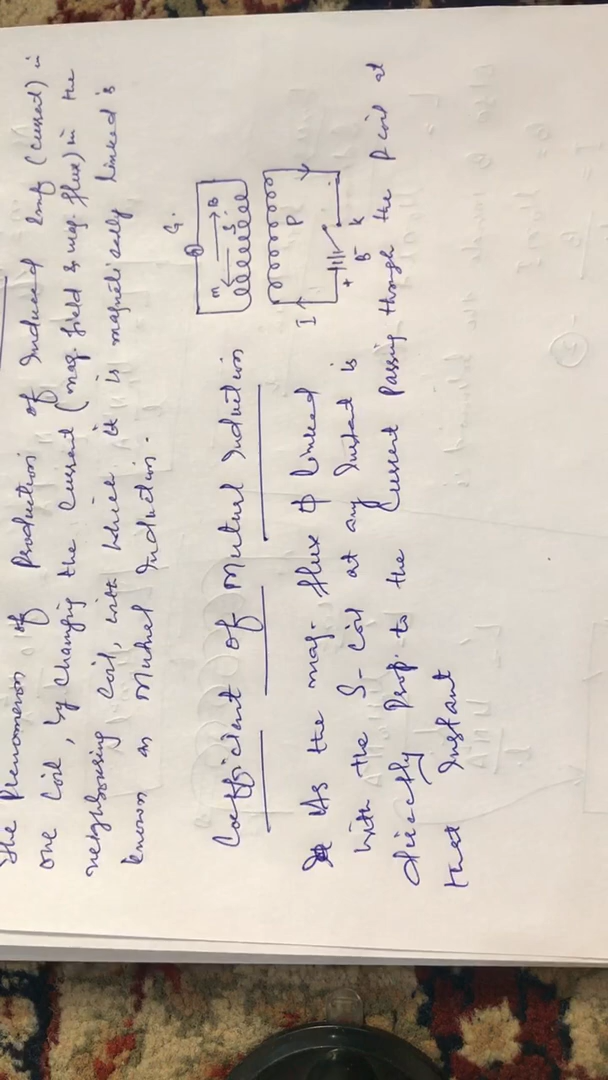 The Phenomenon of Production of Induced Emf (current) in
one Coil, by changing the current (mag. field & mag. flux) in the
neighbouring Coil, with which it is magnetically linked is
known as Mutual Induction.
Coefficient of Mutual Induction
As the mag. flux ϕ linked
with the S-coil at any instant is
directly Prop. to the current Passing through the P coil at
that instant
G.
m
B
S
P
I
+
B -
K